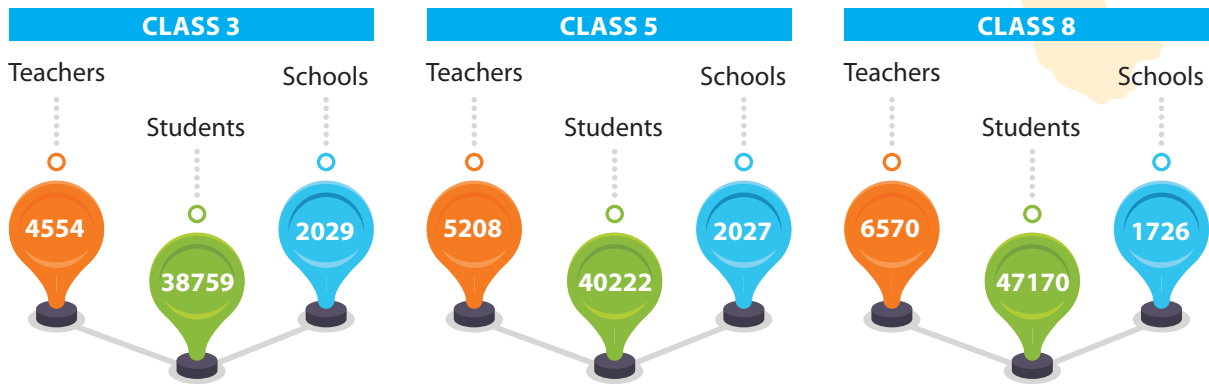 CLASS 3
Teachers
Schools
Students
4554
2029
38759
CLASS 5
Teachers
Schools
Students
5208
2027
40222
CLASS 8
Teachers
Schools
Students
6570
1726
47170